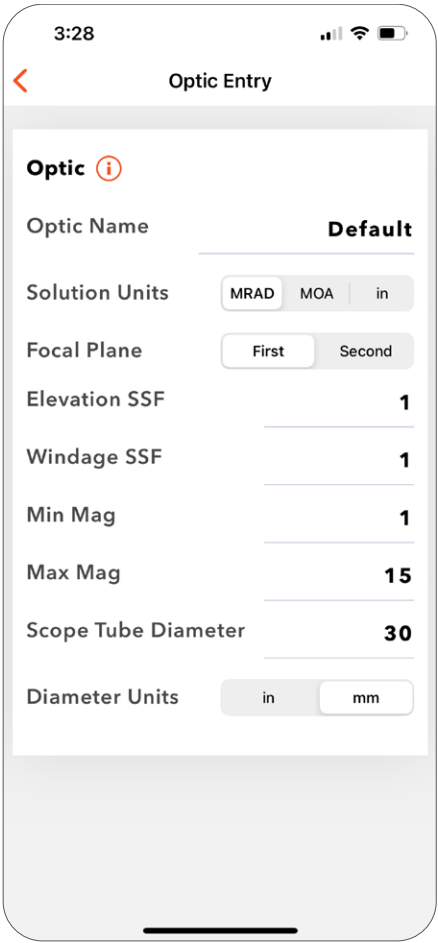 3:28
Optic Entry
Optic
Optic Name Default
Solution Units MRAD MOA in
Focal Plane First Second
Elevation SSF 1
Windage SSF 1
Min Mag 1
Max Mag 15
Scope Tube Diameter 30
Diameter Units in mm